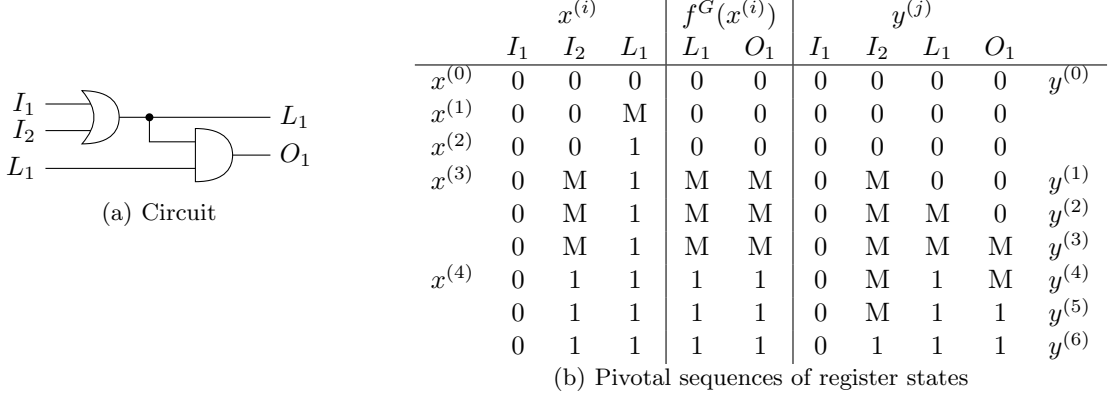 I₁
I₂
L₁
L₁
O₁
(a) Circuit
x⁽ⁱ⁾ f^G(x⁽ⁱ⁾) y⁽ʲ⁾
I₁ I₂ L₁ L₁ O₁ I₁ I₂ L₁ O₁
x⁽⁰⁾ 0 0 0 0 0 0 0 0 0 y⁽⁰⁾
x⁽¹⁾ 0 0 M 0 0 0 0 0 0
x⁽²⁾ 0 0 1 0 0 0 0 0 0
x⁽³⁾ 0 M 1 M M 0 M 0 0 y⁽¹⁾
0 M 1 M M 0 M M 0 y⁽²⁾
0 M 1 M M 0 M M M y⁽³⁾
x⁽⁴⁾ 0 1 1 1 1 0 M 1 M y⁽⁴⁾
0 1 1 1 1 0 M 1 1 y⁽⁵⁾
0 1 1 1 1 0 1 1 1 y⁽⁶⁾
(b) Pivotal sequences of register states